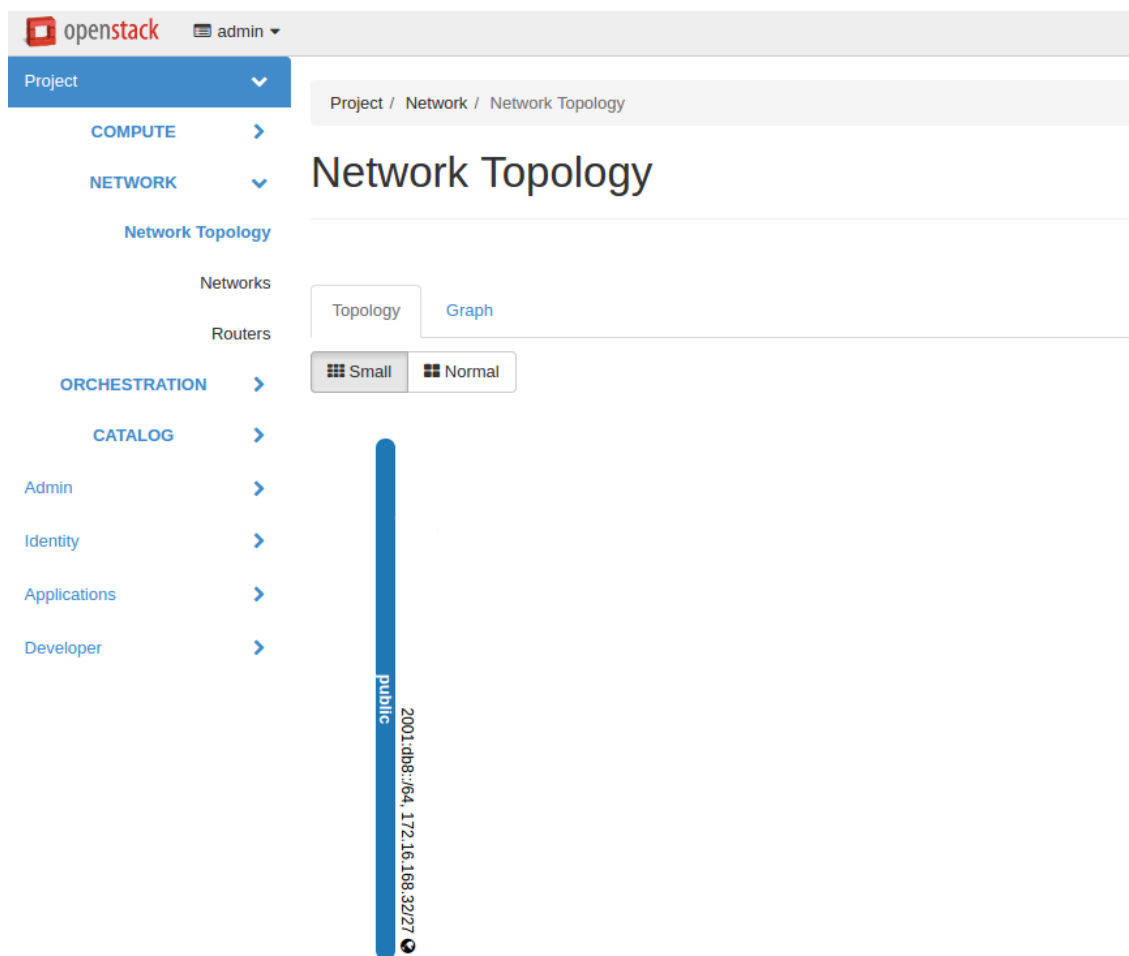 openstack admin
Project
Project / Network / Network Topology
COMPUTE
NETWORK
Network Topology
Networks
Routers
ORCHESTRATION
CATALOG
Admin
Identity
Applications
Developer
Network Topology
Topology Graph
Small Normal
public
2001:db8::/64, 172.16.168.32/27